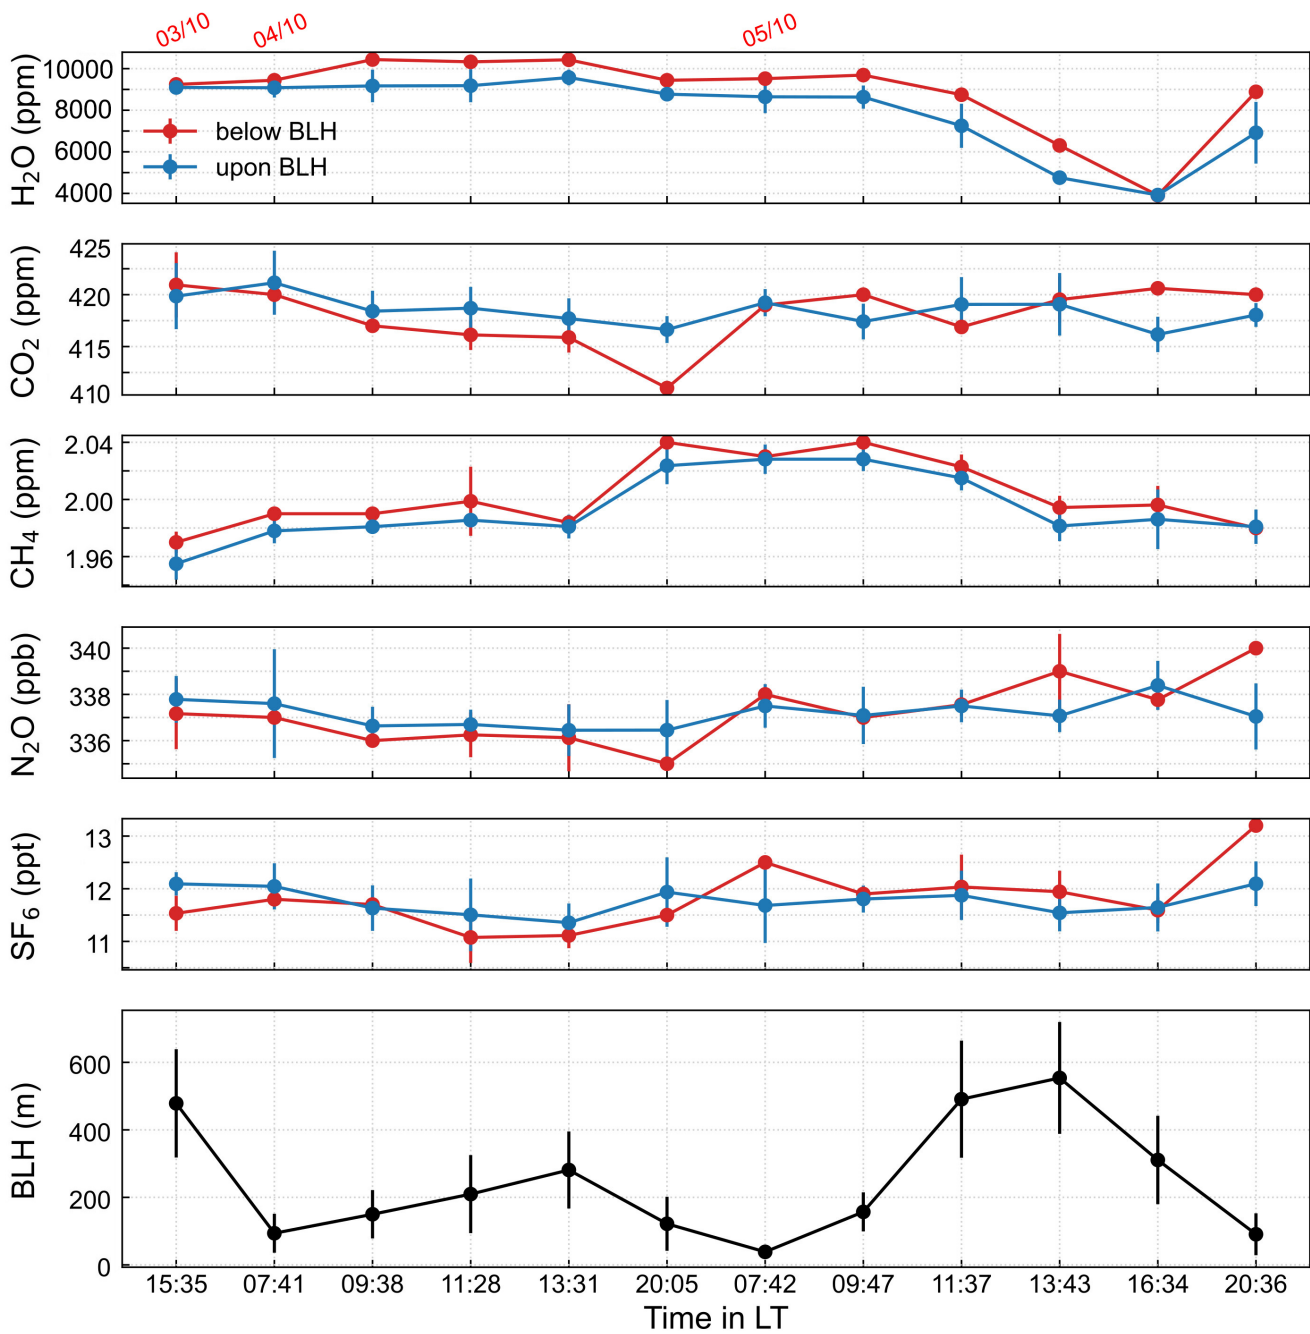 03/10
04/10
05/10
H₂O (ppm)
10000
8000
6000
4000
below BLH
upon BLH
CO₂ (ppm)
425
420
415
410
CH₄ (ppm)
2.04
2.00
1.96
N₂O (ppb)
340
338
336
SF₆ (ppt)
13
12
11
BLH (m)
600
400
200
0
15:35 07:41 09:38 11:28 13:31 20:05 07:42 09:47 11:37 13:43 16:34 20:36
Time in LT